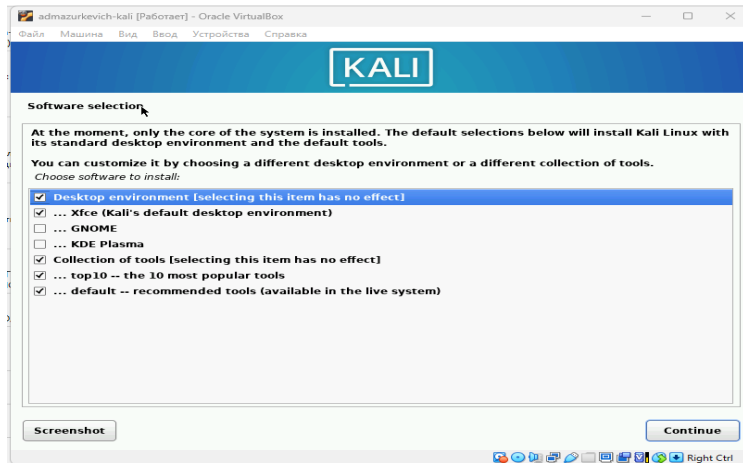 admazurkevich-kali [Работает] - Oracle VirtualBox
Файл Машина Вид Ввод Устройства Справка
KALI
Software selection
At the moment, only the core of the system is installed. The default selections below will install Kali Linux with
its standard desktop environment and the default tools.
You can customize it by choosing a different desktop environment or a different collection of tools.
Choose software to install:
Desktop environment [selecting this item has no effect]
... Xfce (Kali's default desktop environment)
... GNOME
... KDE Plasma
Collection of tools [selecting this item has no effect]
... top10 -- the 10 most popular tools
... default -- recommended tools (available in the live system)
Screenshot
Continue
Right Ctrl